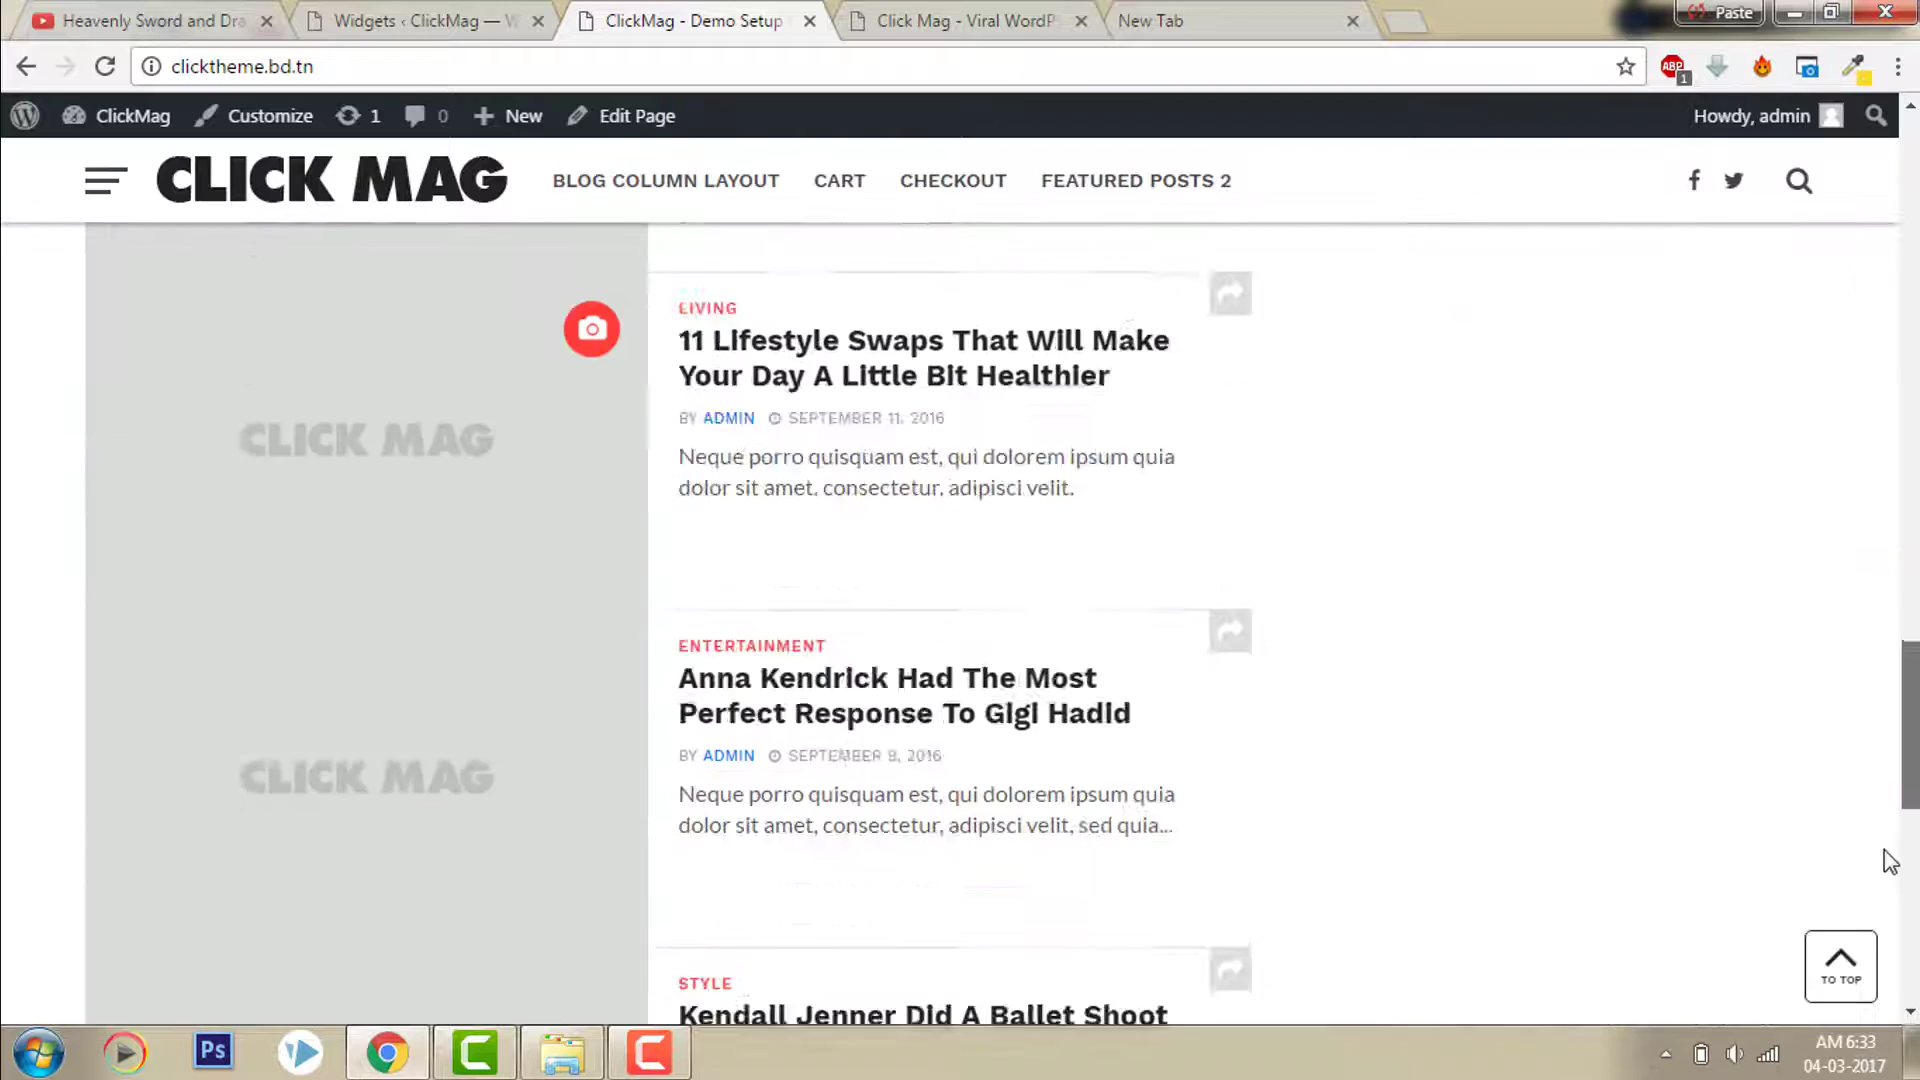 Heavenly Sword and Dra
Widgets ‹ ClickMag — W
ClickMag - Demo Setup
Click Mag - Viral WordP
New Tab
Paste
clicktheme.bd.tn
ABP
1
ClickMag
Customize
1
0
New
Edit Page
Howdy, admin
CLICK MAG
BLOG COLUMN LAYOUT
CART
CHECKOUT
FEATURED POSTS 2
LIVING
11 Lifestyle Swaps That Will Make
Your Day A Little Bit Healthier
BY ADMIN SEPTEMBER 11, 2016
Neque porro quisquam est, qui dolorem ipsum quia
dolor sit amet, consectetur, adipisci velit.
CLICK MAG
ENTERTAINMENT
Anna Kendrick Had The Most
Perfect Response To Gigi Hadid
BY ADMIN SEPTEMBER 9, 2016
Neque porro quisquam est, qui dolorem ipsum quia
dolor sit amet, consectetur, adipisci velit, sed quia...
CLICK MAG
STYLE
Kendall Jenner Did A Ballet Shoot
TO TOP
Ps
AM 6:33
04-03-2017